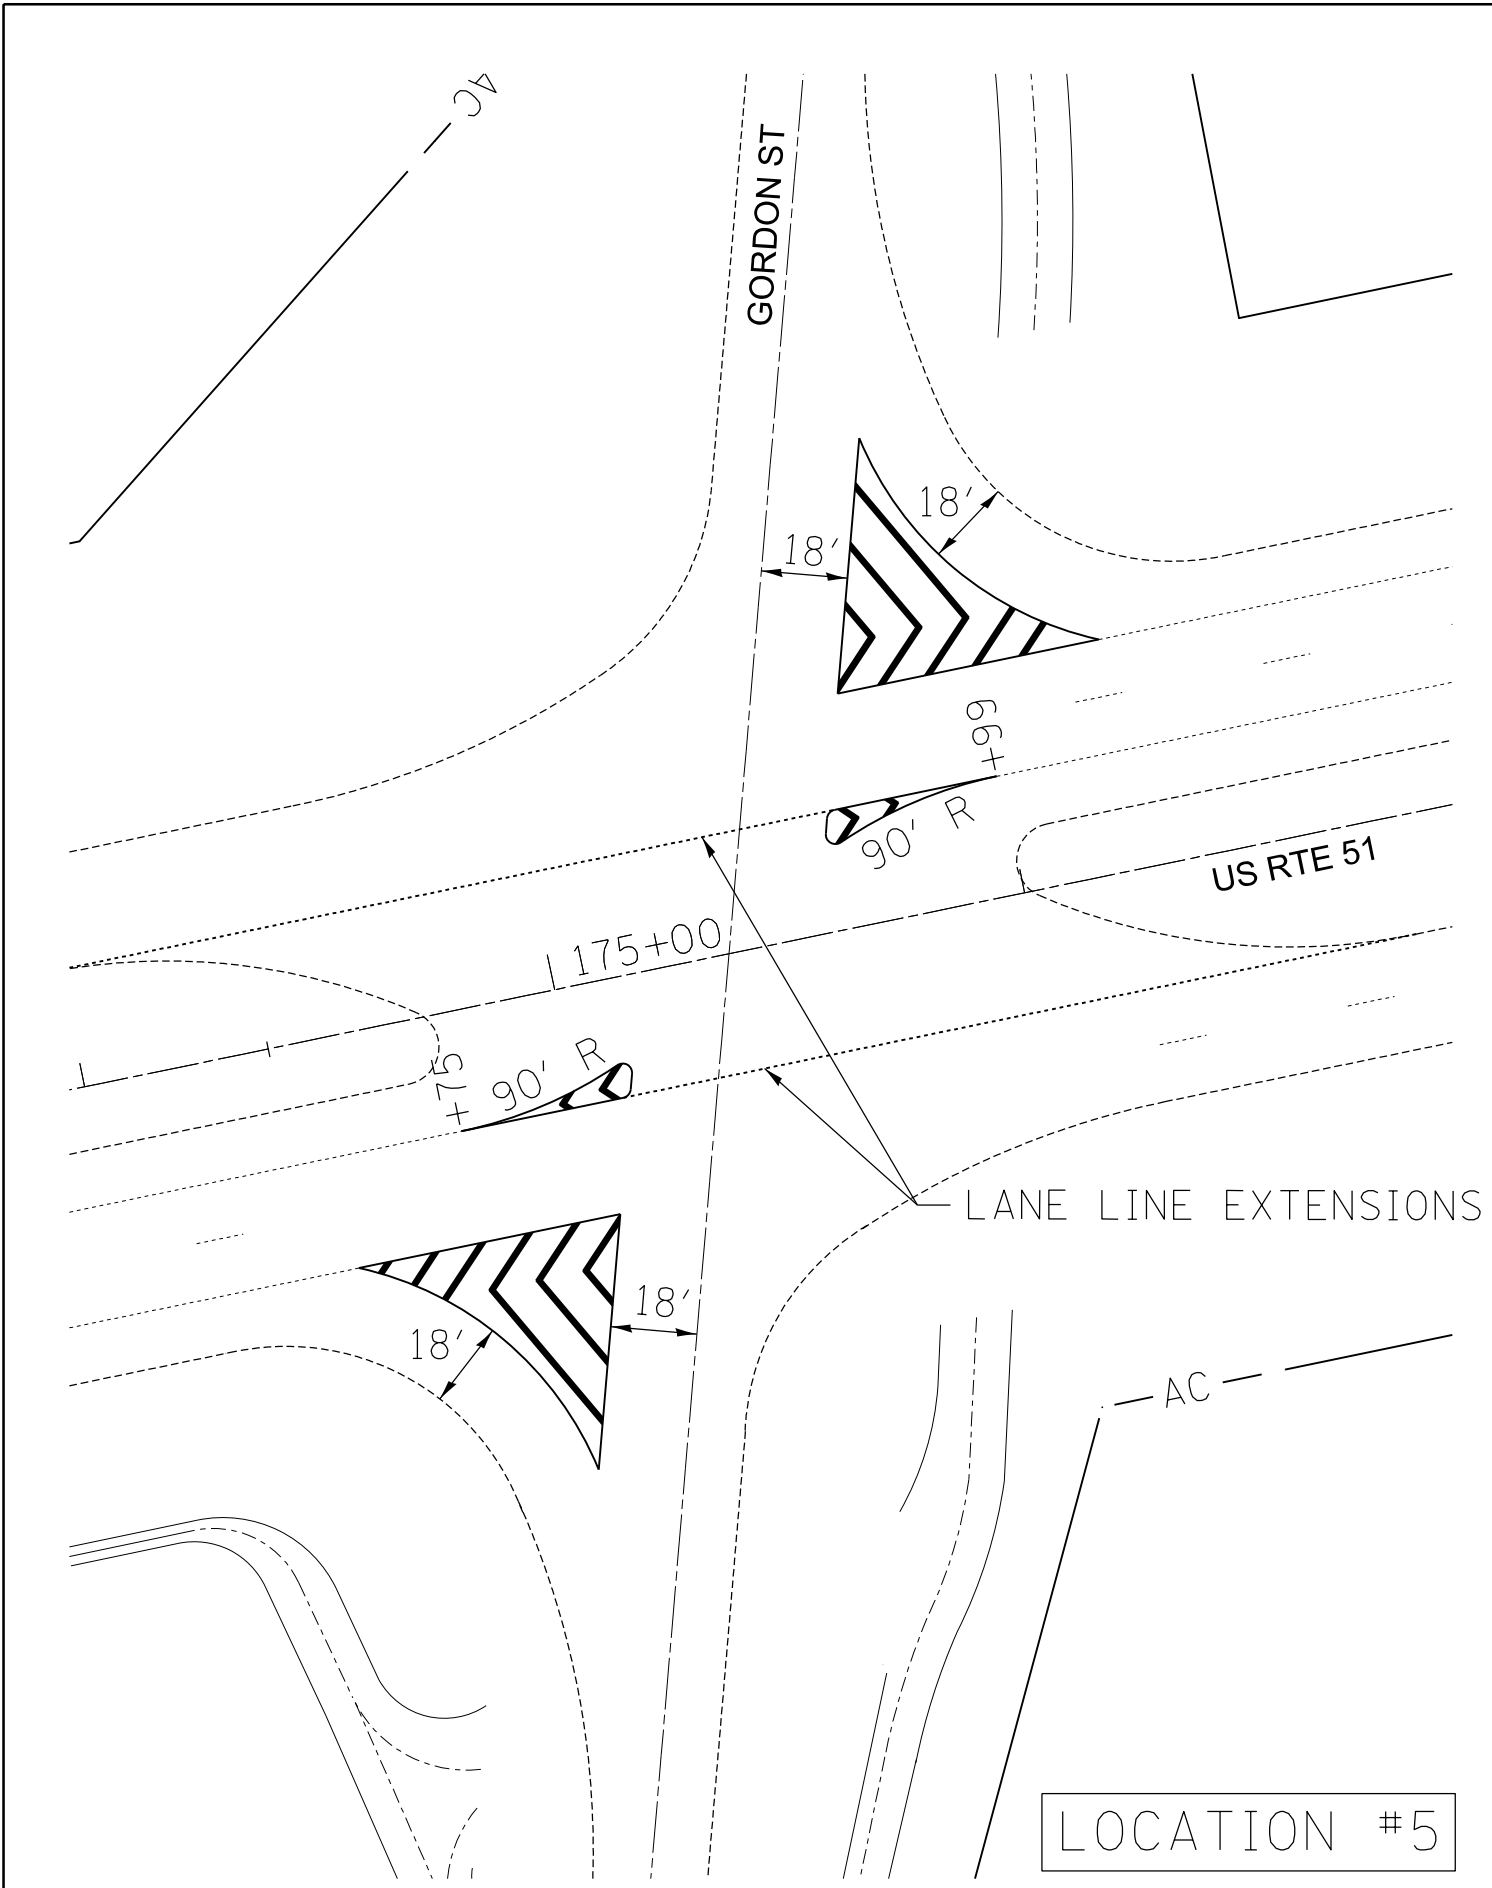 AC
GORDON ST
18'
18'
+66
90' R
US RTE 51
175+00
+75
90' R
LANE LINE EXTENSIONS
18'
18'
AC
LOCATION #5